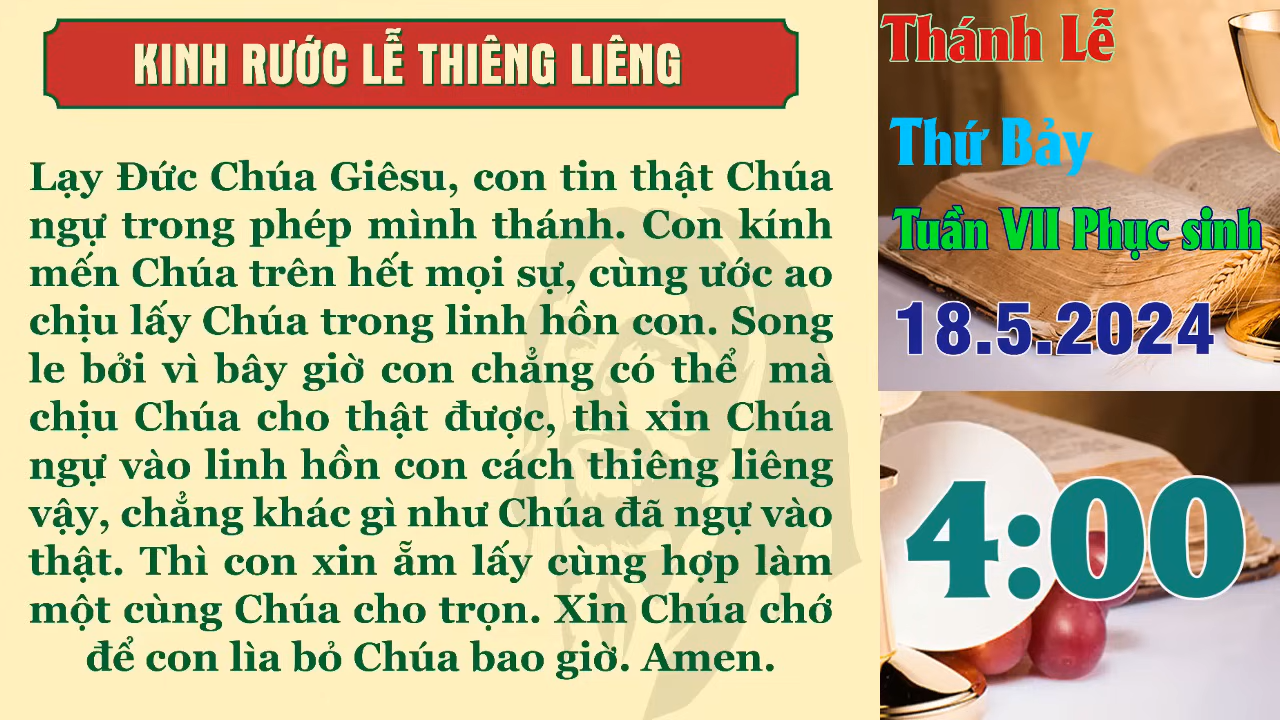 KINH RƯỚC LỄ THIÊNG LIÊNG
Lạy Đức Chúa Giêsu, con tin thật Chúa
ngự trong phép mình thánh. Con kính
mến Chúa trên hết mọi sự, cùng ước ao
chịu lấy Chúa trong linh hồn con. Song
le bởi vì bây giờ con chẳng có thể mà
chịu Chúa cho thật được, thì xin Chúa
ngự vào linh hồn con cách thiêng liêng
vậy, chẳng khác gì như Chúa đã ngự vào
thật. Thì con xin ẵm lấy cùng hợp làm
một cùng Chúa cho trọn. Xin Chúa chớ
để con lìa bỏ Chúa bao giờ. Amen.
Thánh Lễ
Thứ Bảy
Tuần VII Phục sinh
18.5.2024
4:00